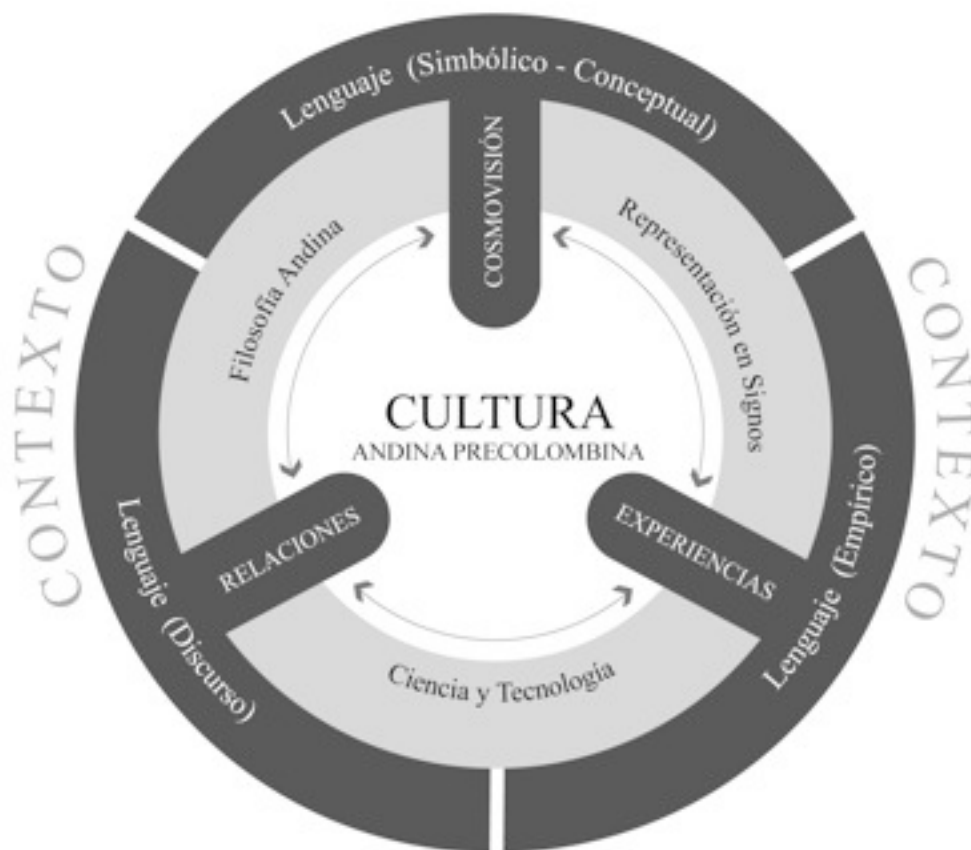 Lenguaje (Simbólico - Conceptual)
COSMOVISIÓN
Filosofía Andina
Representación en Signos
CONTEXTO
CONTEXTO
CULTURA
ANDINA PRECOLOMBINA
RELACIONES
EXPERIENCIAS
Lenguaje (Discurso)
Lenguaje (Empírico)
Ciencia y Tecnología